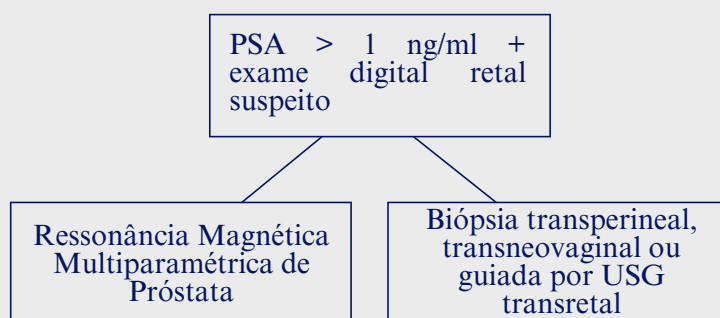 PSA > 1 ng/ml +
exame digital retal
suspeito
Ressonância Magnética
Multiparamétrica de
Próstata
Biópsia transperineal,
transneovaginal ou
guiada por USG
transretal